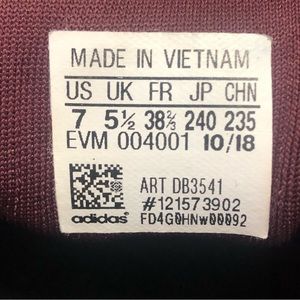 MADE IN VIETNAM
US UK FR JP CHN
7 5½ 38⅔ 240 235
EVM 004001 10/18
ART DB3541
#121573902
adidas FD4G0HNw00092